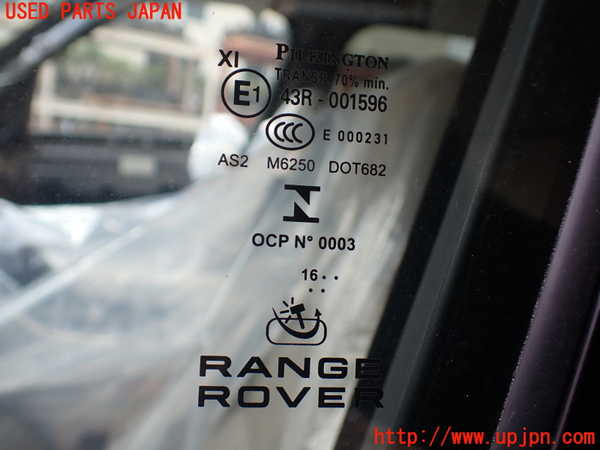 USED PARTS JAPAN
XI
PILKINGTON
TRANSP. 70% min.
E1
43R - 001596
CCC
E 000231
AS2 M6250 DOT682
OCP N° 0003
16··
··
RANGE
ROVER
http://www.upjpn.com